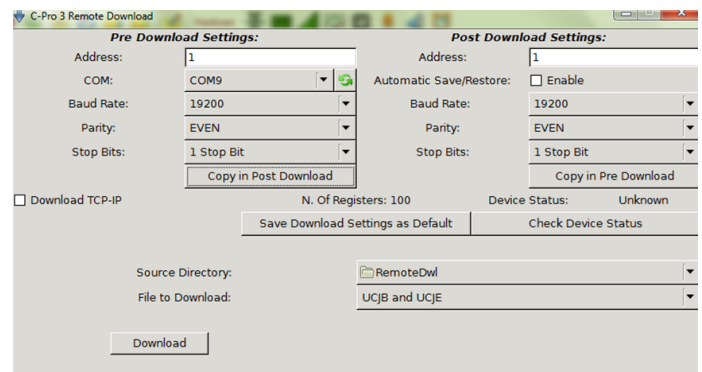 C-Pro 3 Remote Download
Pre Download Settings: Post Download Settings:
Address: 1 Address: 1
COM: COM9 Automatic Save/Restore: Enable
Baud Rate: 19200 Baud Rate: 19200
Parity: EVEN Parity: EVEN
Stop Bits: 1 Stop Bit Stop Bits: 1 Stop Bit
Copy in Post Download Copy in Pre Download
Download TCP-IP N. Of Registers: 100 Device Status: Unknown
Save Download Settings as Default Check Device Status
Source Directory: RemoteDwl
File to Download: UCJB and UCJE
Download